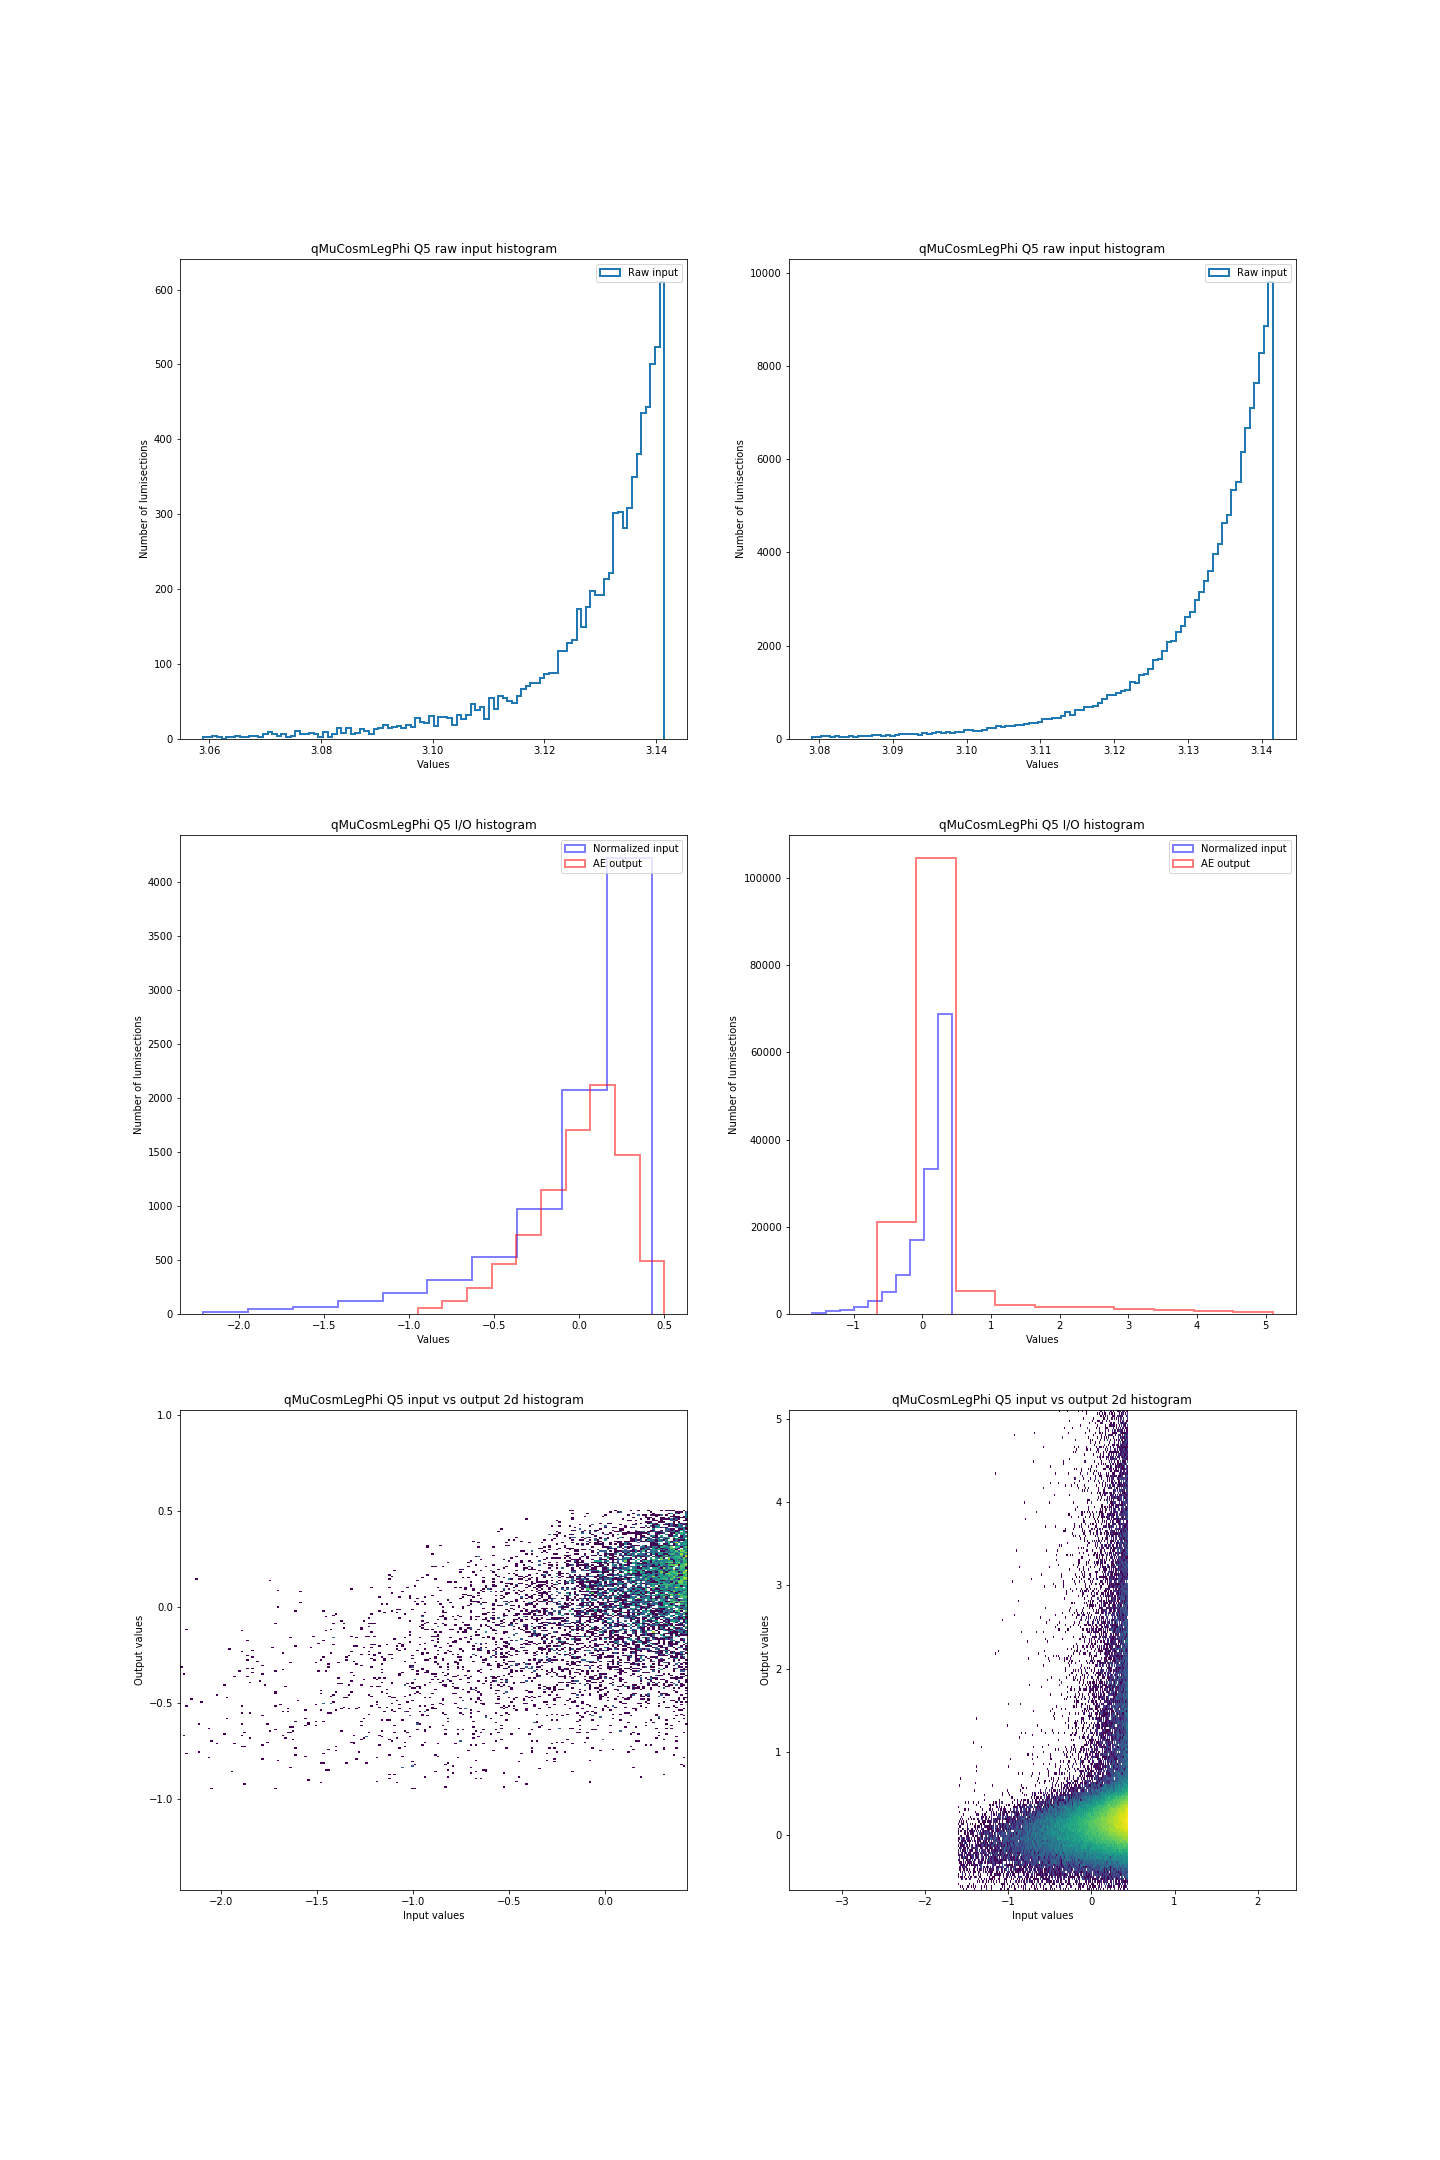 qMuCosmLegPhi Q5 raw input histogram
Raw input
Number of lumisections
600
500
400
300
200
100
0
3.06 3.08 3.10 3.12 3.14
Values
qMuCosmLegPhi Q5 raw input histogram
Raw input
Number of lumisections
10000
8000
6000
4000
2000
0
3.08 3.09 3.10 3.11 3.12 3.13 3.14
Values
qMuCosmLegPhi Q5 I/O histogram
Normalized input
AE output
Number of lumisections
4000
3500
3000
2500
2000
1500
1000
500
0
−2.0 −1.5 −1.0 −0.5 0.0 0.5
Values
qMuCosmLegPhi Q5 I/O histogram
Normalized input
AE output
Number of lumisections
100000
80000
60000
40000
20000
0
−1 0 1 2 3 4 5
Values
qMuCosmLegPhi Q5 input vs output 2d histogram
Output values
1.0
0.5
0.0
−0.5
−1.0
−2.0 −1.5 −1.0 −0.5 0.0
Input values
qMuCosmLegPhi Q5 input vs output 2d histogram
Output values
5
4
3
2
1
0
−3 −2 −1 0 1 2
Input values